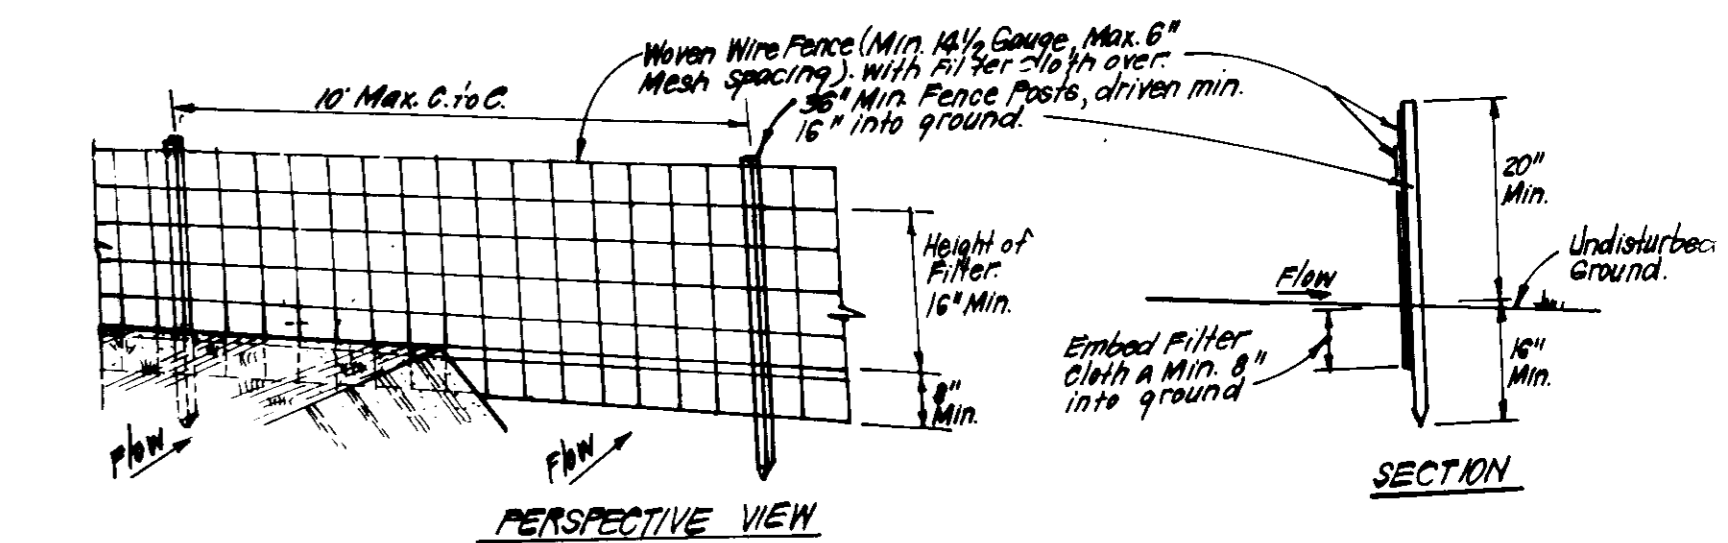 Woven Wire Fence (Min. 14½ Gauge, Max. 6"
Mesh spacing). With Filter Cloth over.
36" Min. Fence Posts, driven min.
16" into ground.
10' Max. C. to C.
Height of
Filter.
16" Min.
8"
Min.
Flow
Flow
PERSPECTIVE VIEW
20"
Min.
Undisturbed
Ground.
Flow
Embed Filter
Cloth a Min. 8"
into ground
16"
Min.
SECTION